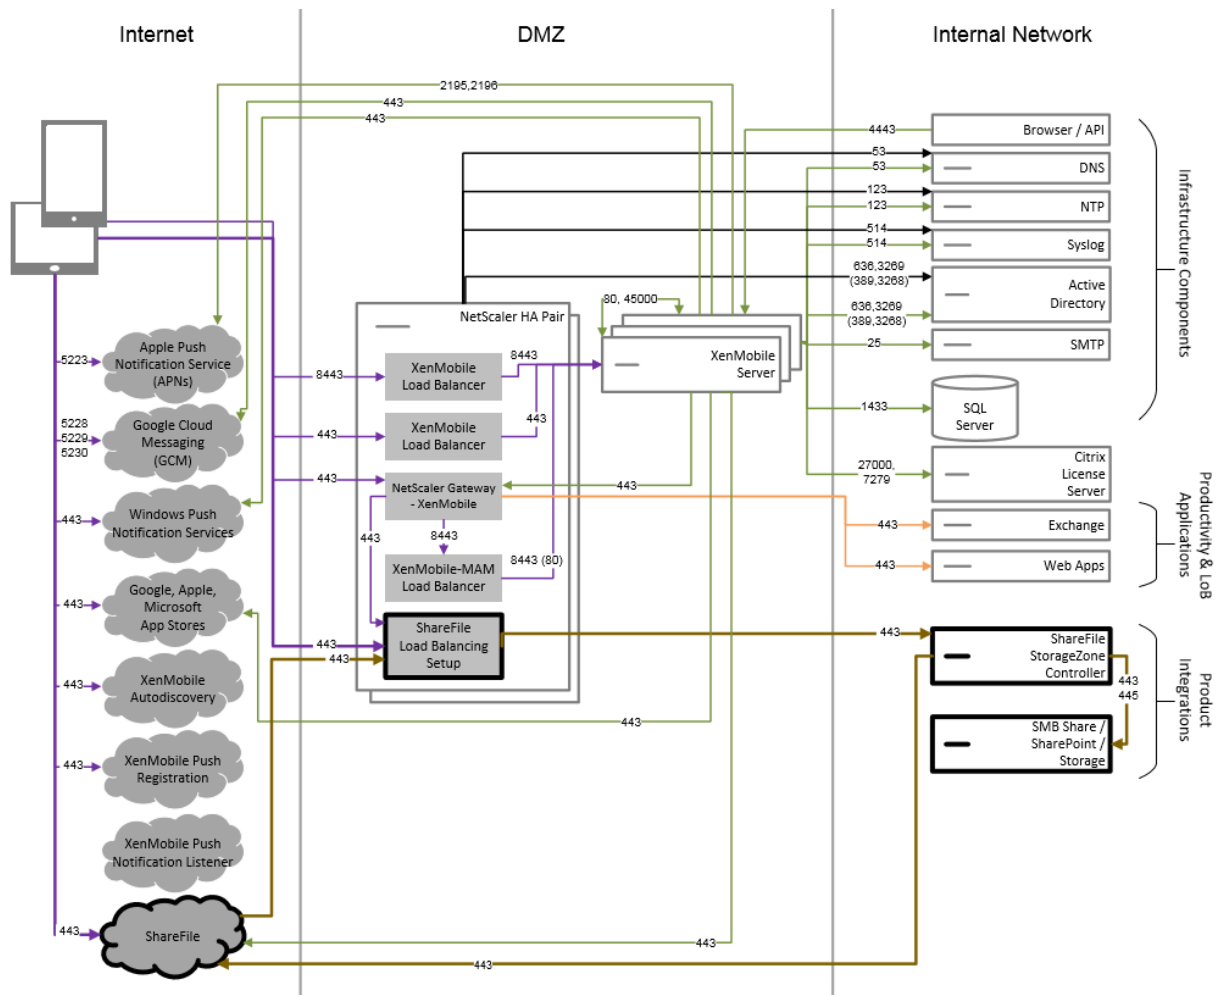 Internet
DMZ
Internal Network
2195,2196
443
443
4443
Browser / API
53
53
DNS
123
123
NTP
514
514
Syslog
636,3269
(389,3268)
636,3269
(389,3268)
Active
Directory
25
SMTP
1433
SQL
Server
Infrastructure Components
80, 45000
XenMobile
Server
NetScaler HA Pair
XenMobile
Load Balancer
8443
8443
XenMobile
Load Balancer
443
443
NetScaler Gateway
- XenMobile
443
443
443
8443
XenMobile-MAM
Load Balancer
8443 (80)
ShareFile
Load Balancing
Setup
443
443
5223
Apple Push
Notification Service
(APNs)
5228
5229
5230
Google Cloud
Messaging
(GCM)
443
Windows Push
Notification Services
443
Google, Apple,
Microsoft
App Stores
443
XenMobile
Autodiscovery
443
XenMobile Push
Registration
XenMobile Push
Notification Listener
443
ShareFile
443
443
443
27000,
7279
Citrix
License
Server
443
Exchange
443
Web Apps
Productivity & LoB
Applications
443
ShareFile
StorageZone
Controller
443
445
SMB Share /
SharePoint /
Storage
Product
Integrations